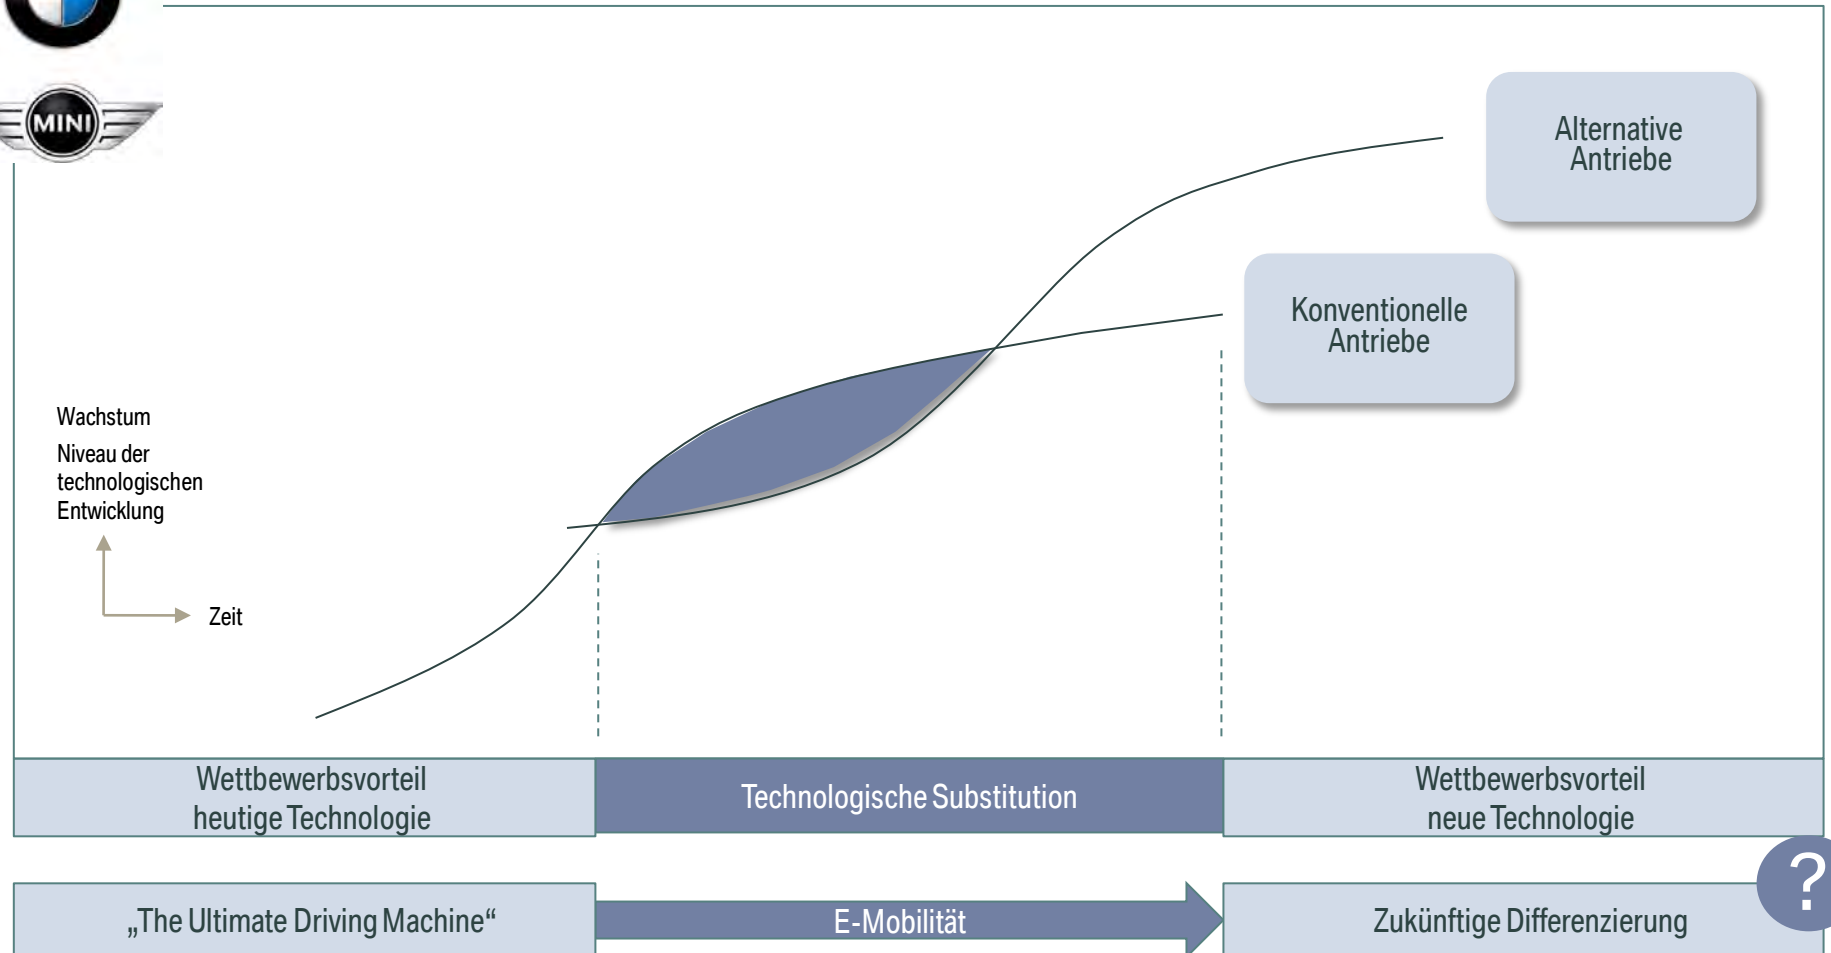 MINI
Alternative
Antriebe
Konventionelle
Antriebe
Wachstum
Niveau der
technologischen
Entwicklung
Zeit
Wettbewerbsvorteil
heutige Technologie
Technologische Substitution
Wettbewerbsvorteil
neue Technologie
?
„The Ultimate Driving Machine“
E-Mobilität
Zukünftige Differenzierung